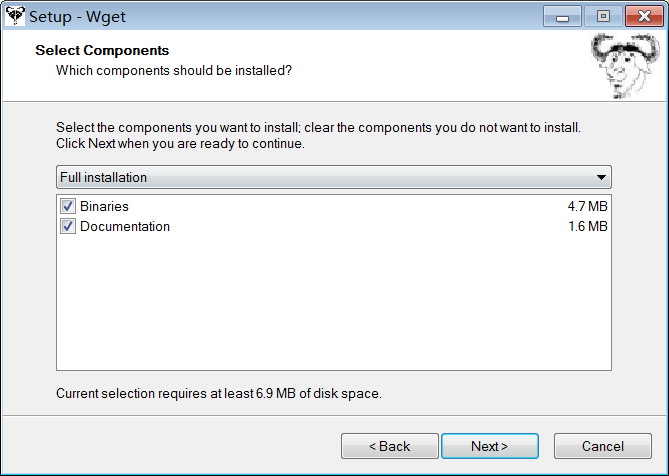 Setup - Wget
Select Components
Which components should be installed?
Select the components you want to install; clear the components you do not want to install.
Click Next when you are ready to continue.
Full installation
Binaries 4.7 MB
Documentation 1.6 MB
Current selection requires at least 6.9 MB of disk space.
< Back Next > Cancel